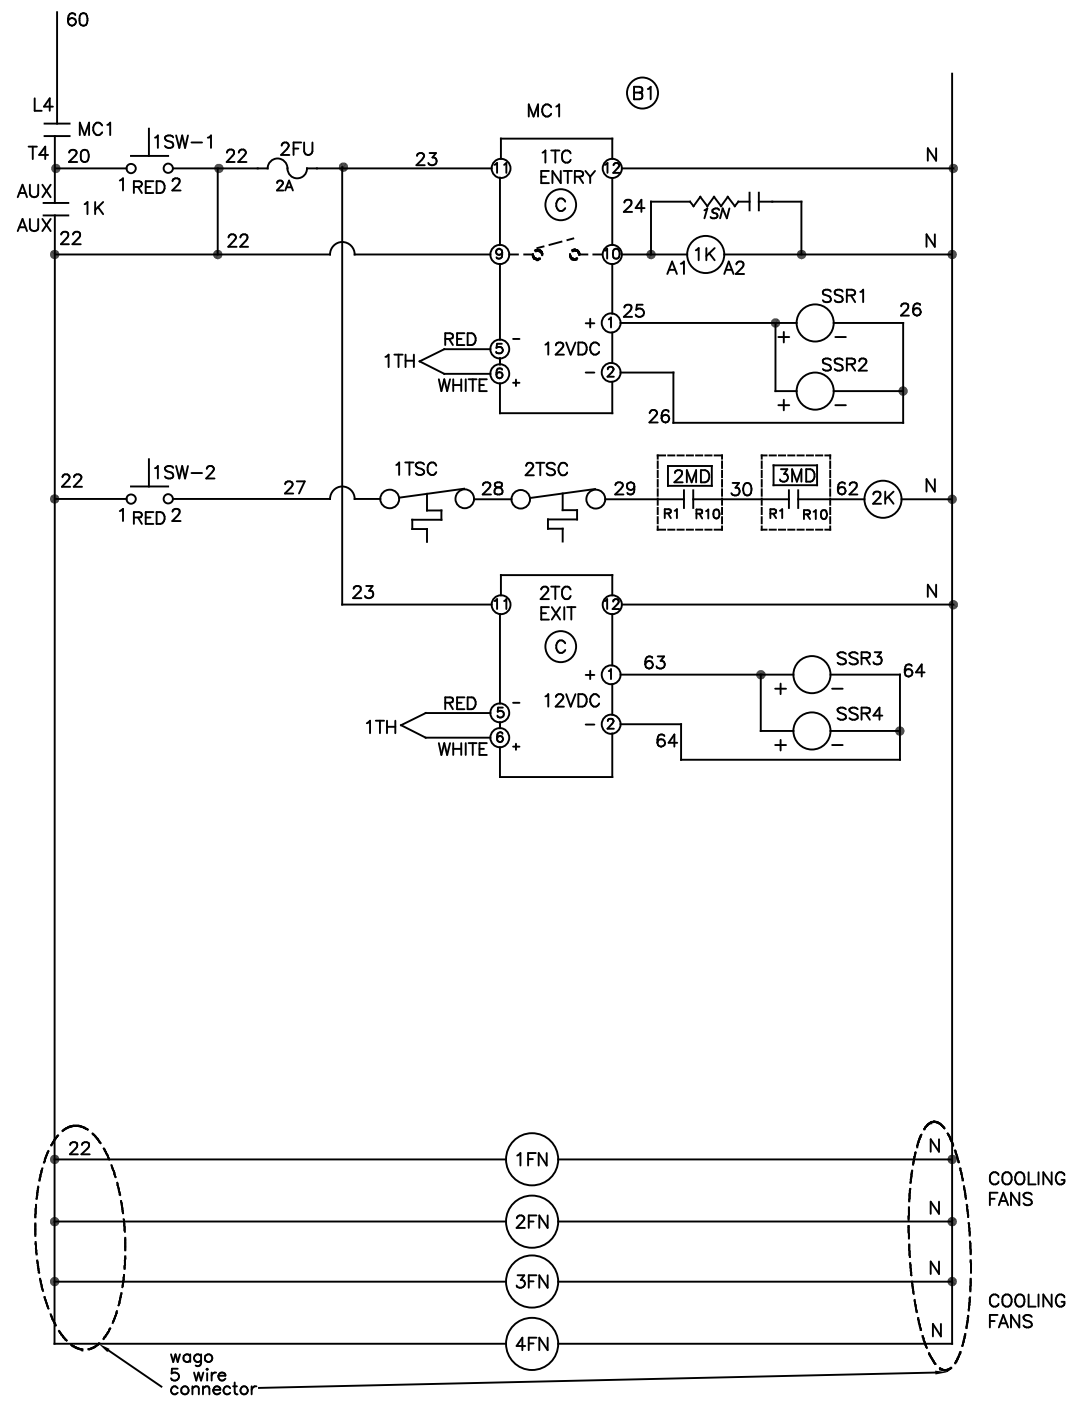 60
B1
L4
MC1
MC1
T4
20
1SW-1
22
2FU
23
1TC
N
11
12
1 RED 2
2A
ENTRY
AUX
1K
C
24
1SN
AUX
22
22
9
10
1K
N
A1
A2
SSR1
25
26
+
1
RED
-
12VDC
+
-
1TH
5
SSR2
6
-
2
WHITE
+
+
-
26
22
1SW-2
27
1TSC
2TSC
28
29
2MD
30
3MD
62
2K
N
1 RED 2
R1
R10
R1
R10
23
2TC
N
11
12
EXIT
C
63
SSR3
64
+
1
+
-
RED
-
12VDC
1TH
5
SSR4
2
6
-
64
WHITE
+
+
-
22
1FN
N
COOLING
FANS
2FN
N
3FN
N
COOLING
FANS
4FN
N
wago
5 wire
connector